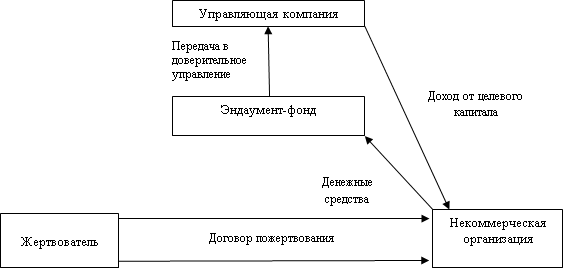 Управляющая компания
Передача в
доверительное
управление
Доход от целевого
капитала
Эндаумент-фонд
Денежные
средства
Жертвователь
Договор пожертвования
Некоммерческая
организация